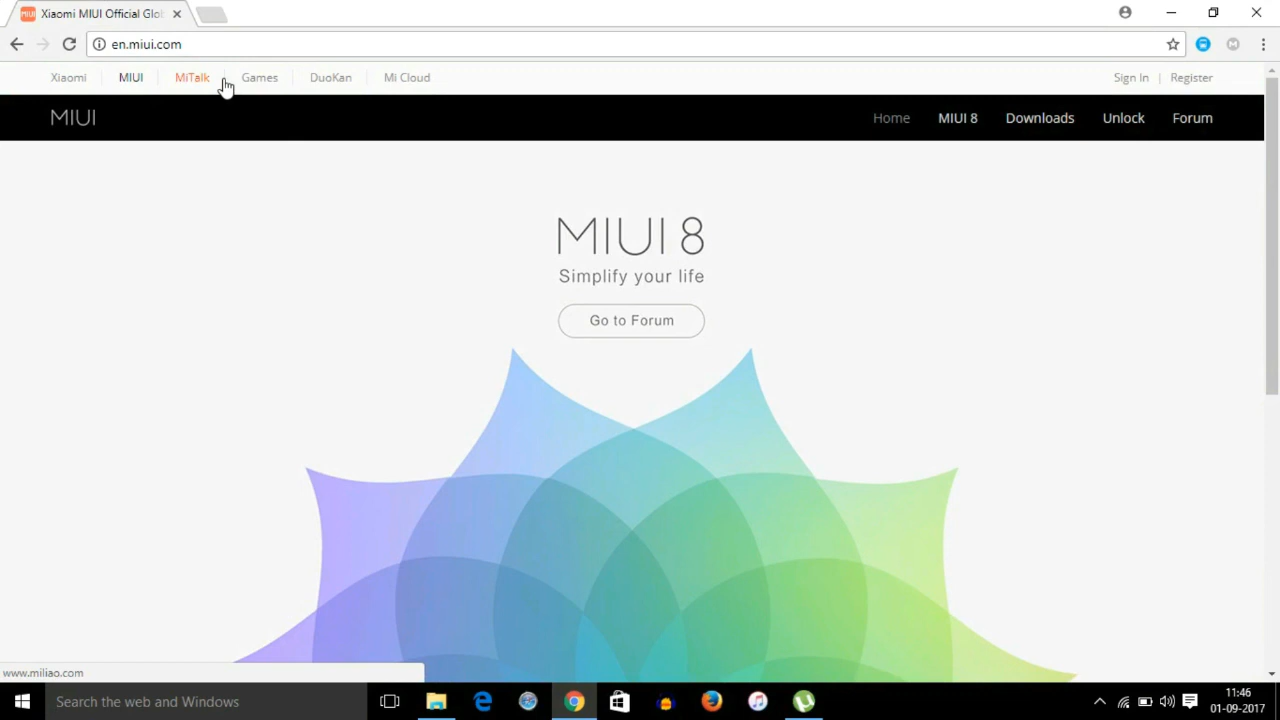 MIUI Xiaomi MIUI Official Glo
en.miui.com
Xiaomi MIUI MiTalk Games DuoKan Mi Cloud Sign In | Register
MIUI Home MIUI 8 Downloads Unlock Forum
MIUI 8
Simplify your life
Go to Forum
www.miliao.com
Search the web and Windows
11:46
01-09-2017